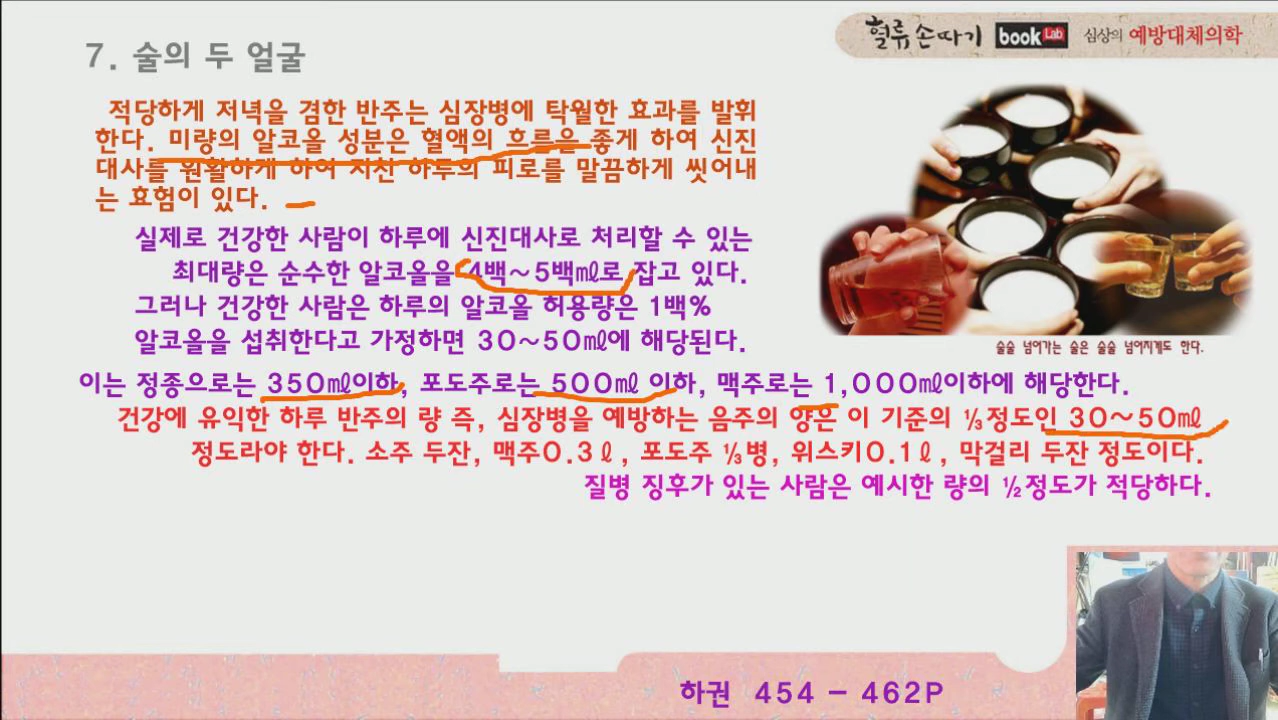 혈류 손따기 book Lab 심상의 예방대체의학
7. 술의 두 얼굴
적당하게 저녁을 겸한 반주는 심장병에 탁월한 효과를 발휘
한다. 미량의 알코올 성분은 혈액의 흐름을 좋게 하여 신진
대사를 원활하게 하여 지친 하루의 피로를 말끔하게 씻어내
는 효험이 있다.
실제로 건강한 사람이 하루에 신진대사로 처리할 수 있는
최대량은 순수한 알코올을 4백~5백㎖로 잡고 있다.
그러나 건강한 사람은 하루의 알코올 허용량은 1백%
알코올을 섭취한다고 가정하면 30~50㎖에 해당된다.
술술 넘어가는 술은 술술 넘어지게도 한다.
이는 정종으로는 350㎖이하, 포도주로는 500㎖ 이하, 맥주로는 1,000㎖이하에 해당한다.
건강에 유익한 하루 반주의 량 즉, 심장병을 예방하는 음주의 양은 이 기준의 ⅓정도인 30~50㎖
정도라야 한다. 소주 두잔, 맥주0.3ℓ, 포도주 ⅓병, 위스키0.1ℓ, 막걸리 두잔 정도이다.
질병 징후가 있는 사람은 예시한 량의 ½정도가 적당하다.
하권 454 - 462P